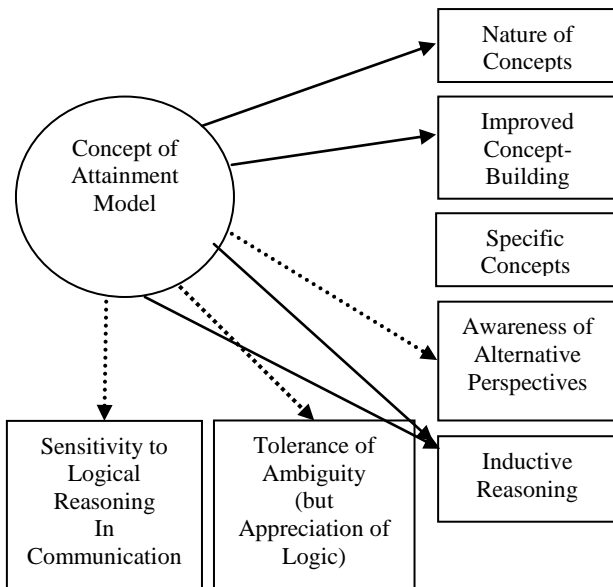 Nature of
Concepts
Concept of
Attainment
Model
Improved
Concept-
Building
Specific
Concepts
Awareness of
Alternative
Perspectives
Sensitivity to
Logical
Reasoning
In
Communication
Tolerance of
Ambiguity
(but
Appreciation of
Logic)
Inductive
Reasoning